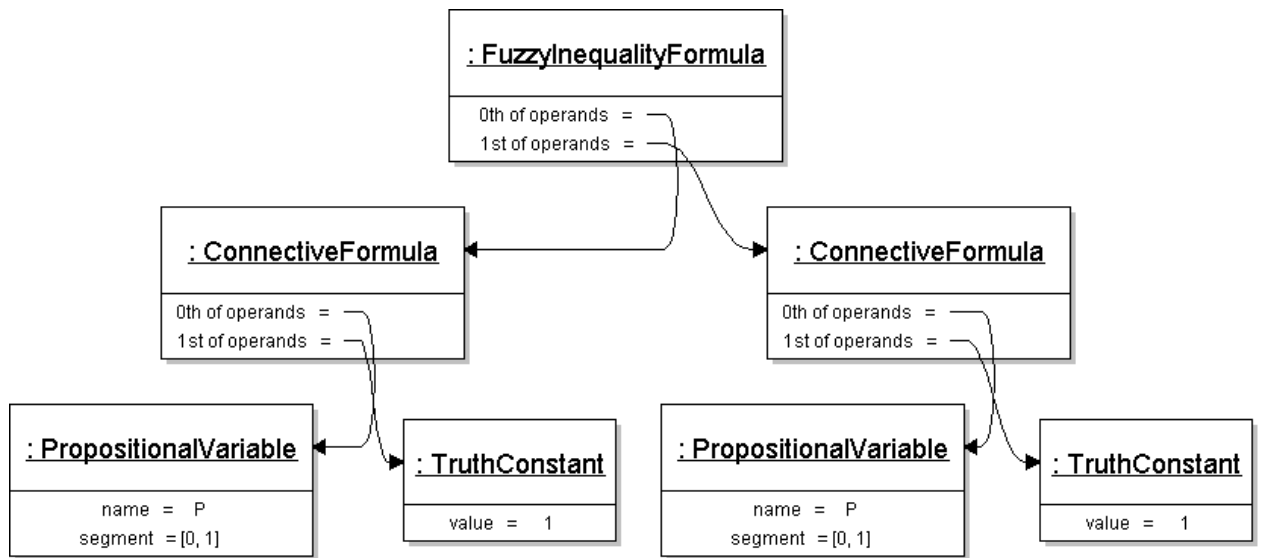 : FuzzyInequalityFormula
0th of operands =
1st of operands =
: ConnectiveFormula
0th of operands =
1st of operands =
: ConnectiveFormula
0th of operands =
1st of operands =
: PropositionalVariable
name = P
segment =[0, 1]
: TruthConstant
value = 1
: PropositionalVariable
name = P
segment =[0, 1]
: TruthConstant
value = 1